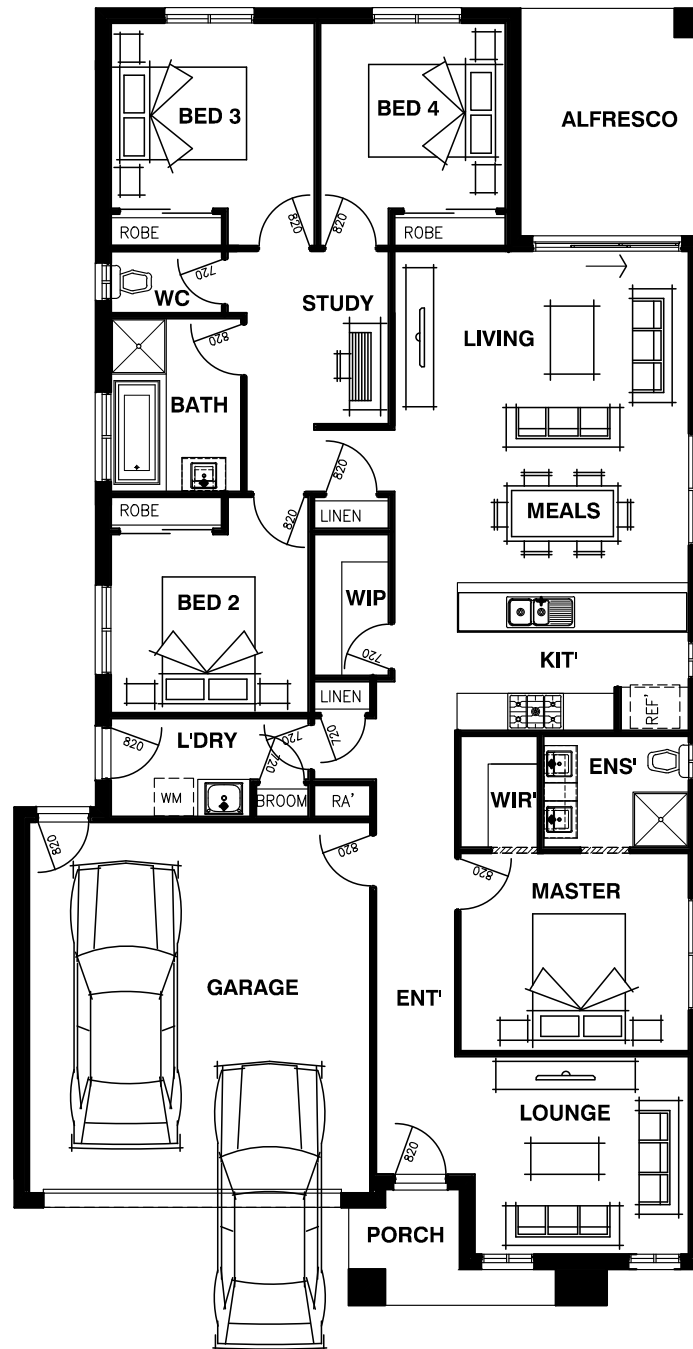 BED 3
BED 4
ALFRESCO
820
820
ROBE
ROBE
720
WC
STUDY
LIVING
820
BATH
820
ROBE
820
LINEN
MEALS
BED 2
WIP
720
KIT'
LINEN
REF'
820
L'DRY
720
720
720
WM
BROOM
RA'
WIR'
ENS'
820
820
820
MASTER
GARAGE
ENT'
LOUNGE
820
PORCH